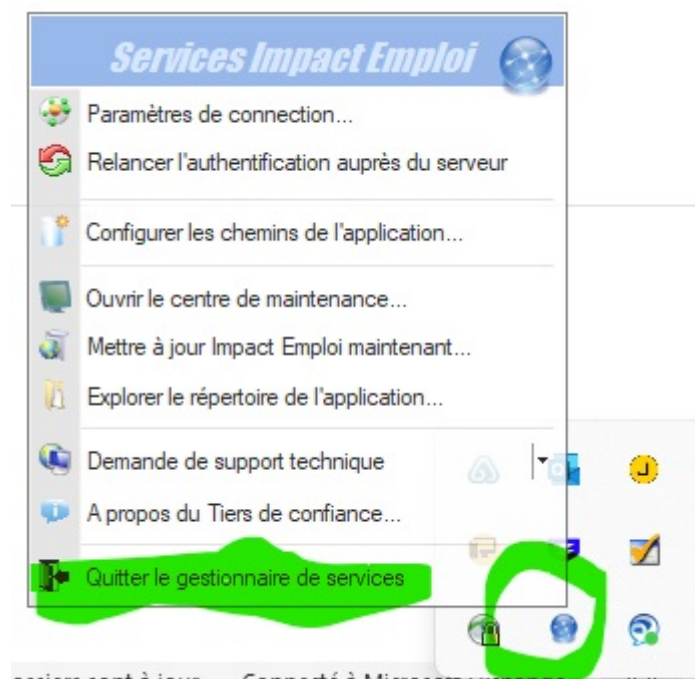 Services Impact Emploi
Paramètres de connection...
Relancer l'authentification auprès du serveur
Configurer les chemins de l'application...
Ouvrir le centre de maintenance...
Mettre à jour Impact Emploi maintenant...
Explorer le répertoire de l'application...
Demande de support technique
A propos du Tiers de confiance...
Quitter le gestionnaire de services
sont à jour Connecté à Microsoft